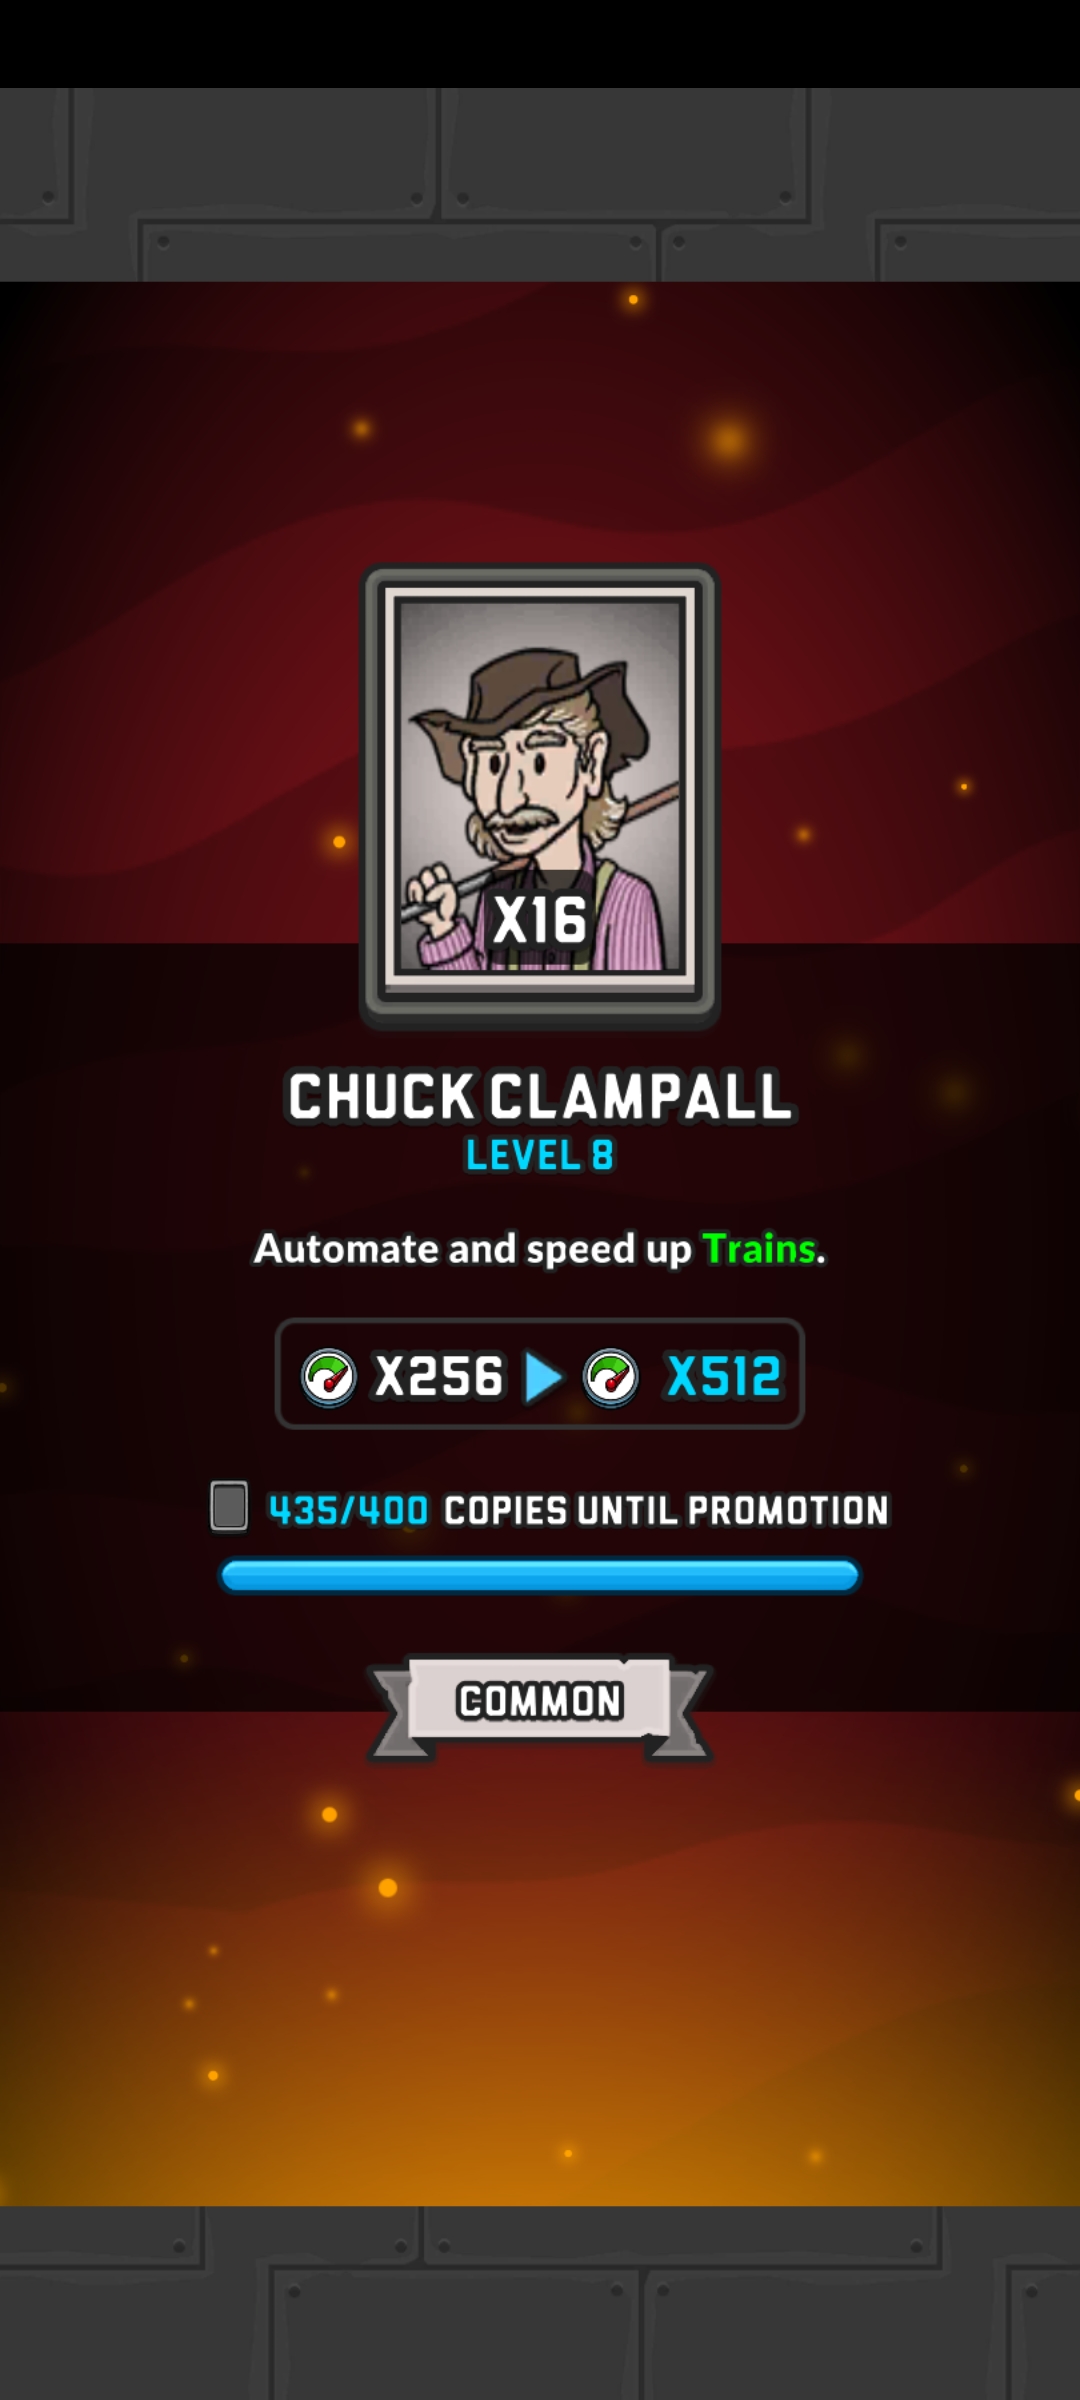 X16
CHUCK CLAMPALL
LEVEL 8
Automate and speed up Trains.
X256 X512
435/400 COPIES UNTIL PROMOTION
COMMON